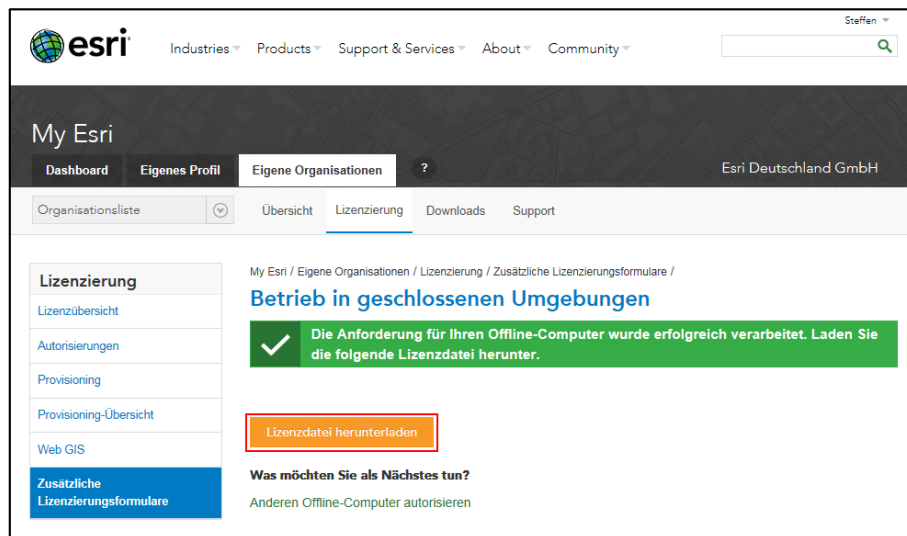 Steffen
esri
Industries Products Support & Services About Community
My Esri
Dashboard Eigenes Profil Eigene Organisationen ? Esri Deutschland GmbH
Organisationsliste Übersicht Lizenzierung Downloads Support
Lizenzierung
Lizenzübersicht
Autorisierungen
Provisioning
Provisioning-Übersicht
Web GIS
Zusätzliche
Lizenzierungsformulare
My Esri / Eigene Organisationen / Lizenzierung / Zusätzliche Lizenzierungsformulare /
Betrieb in geschlossenen Umgebungen
Die Anforderung für Ihren Offline-Computer wurde erfolgreich verarbeitet. Laden Sie
die folgende Lizenzdatei herunter.
Lizenzdatei herunterladen
Was möchten Sie als Nächstes tun?
Anderen Offline-Computer autorisieren